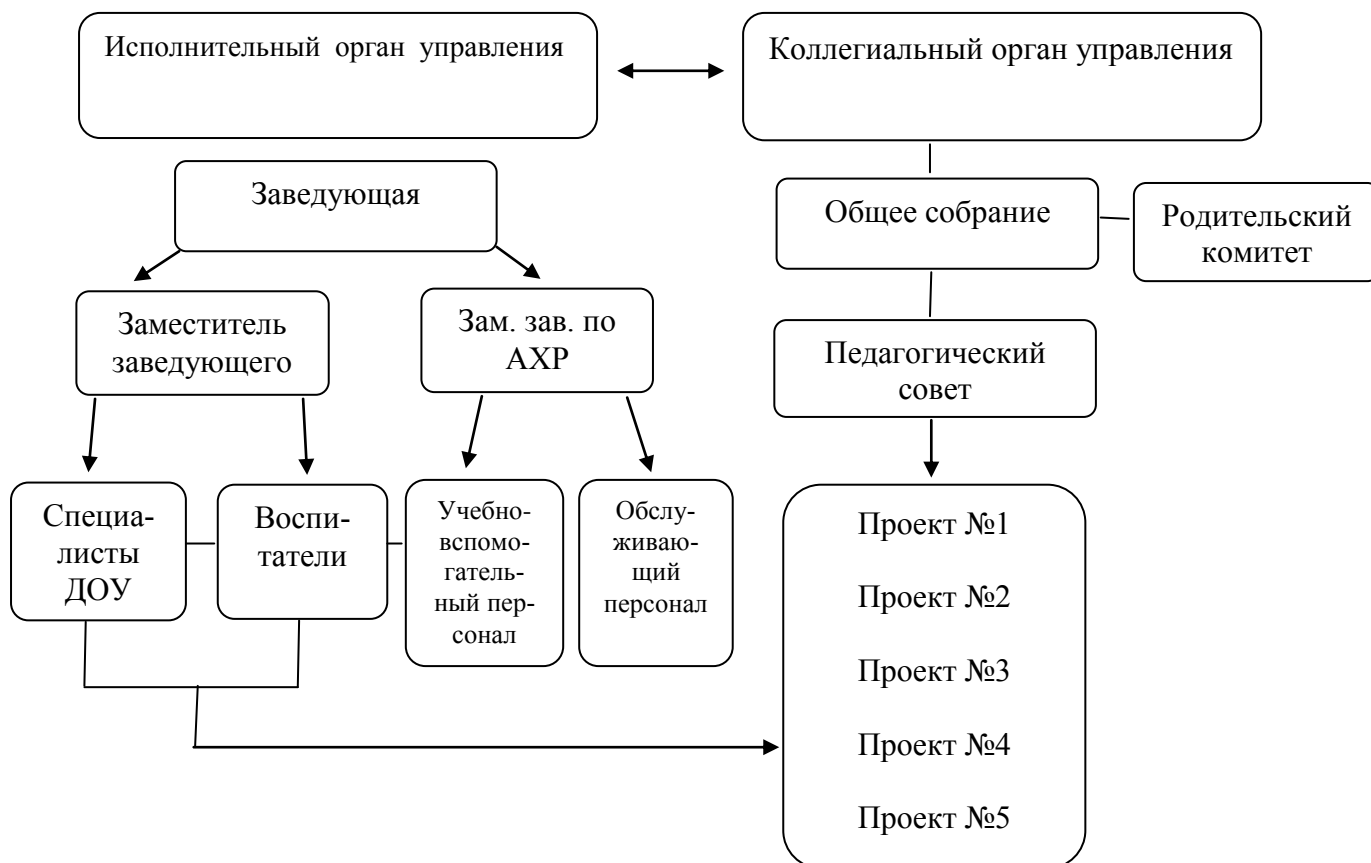 Исполнительный орган управления
Коллегиальный орган управления
Заведующая
Общее собрание
Родительский
комитет
Заместитель
заведующего
Зам. зав. по
АХР
Педагогический
совет
Специа-
листы
ДОУ
Воспи-
татели
Учебно-
вспомо-
гатель-
ный пер-
сонал
Обслу-
живаю-
щий
персонал
Проект №1
Проект №2
Проект №3
Проект №4
Проект №5